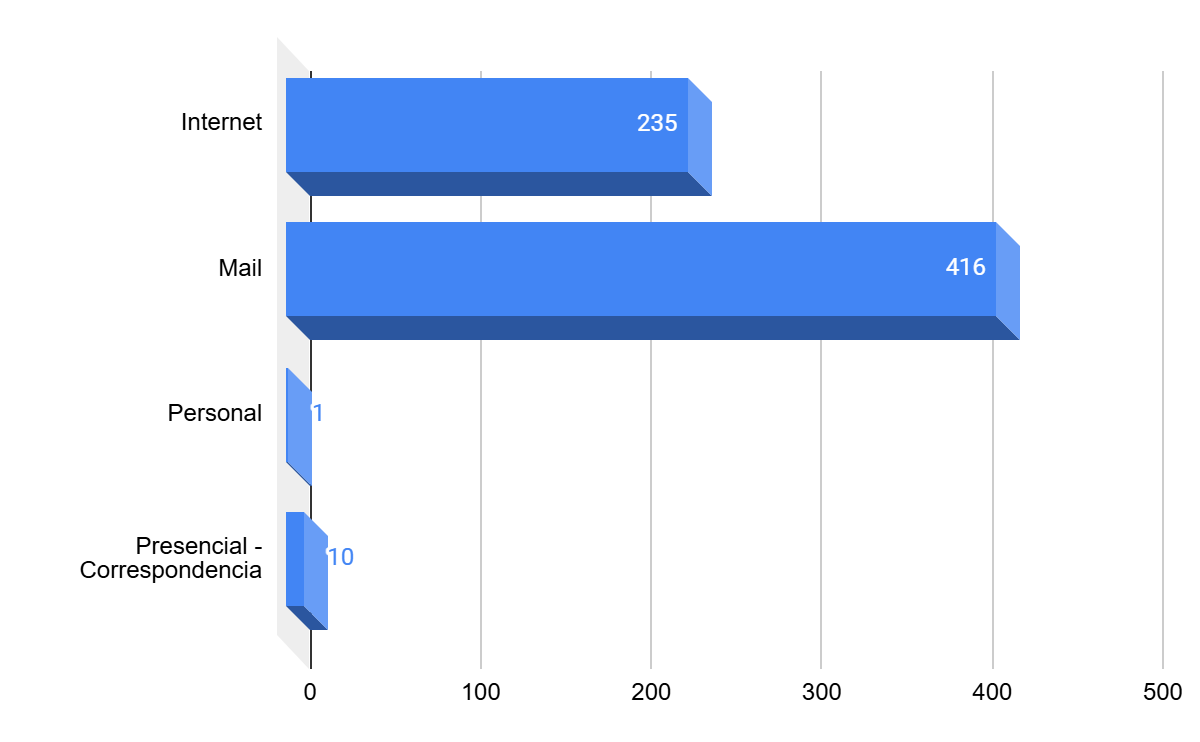 Internet
235
Mail
416
Personal
1
Presencial -
Correspondencia
10
0 100 200 300 400 500